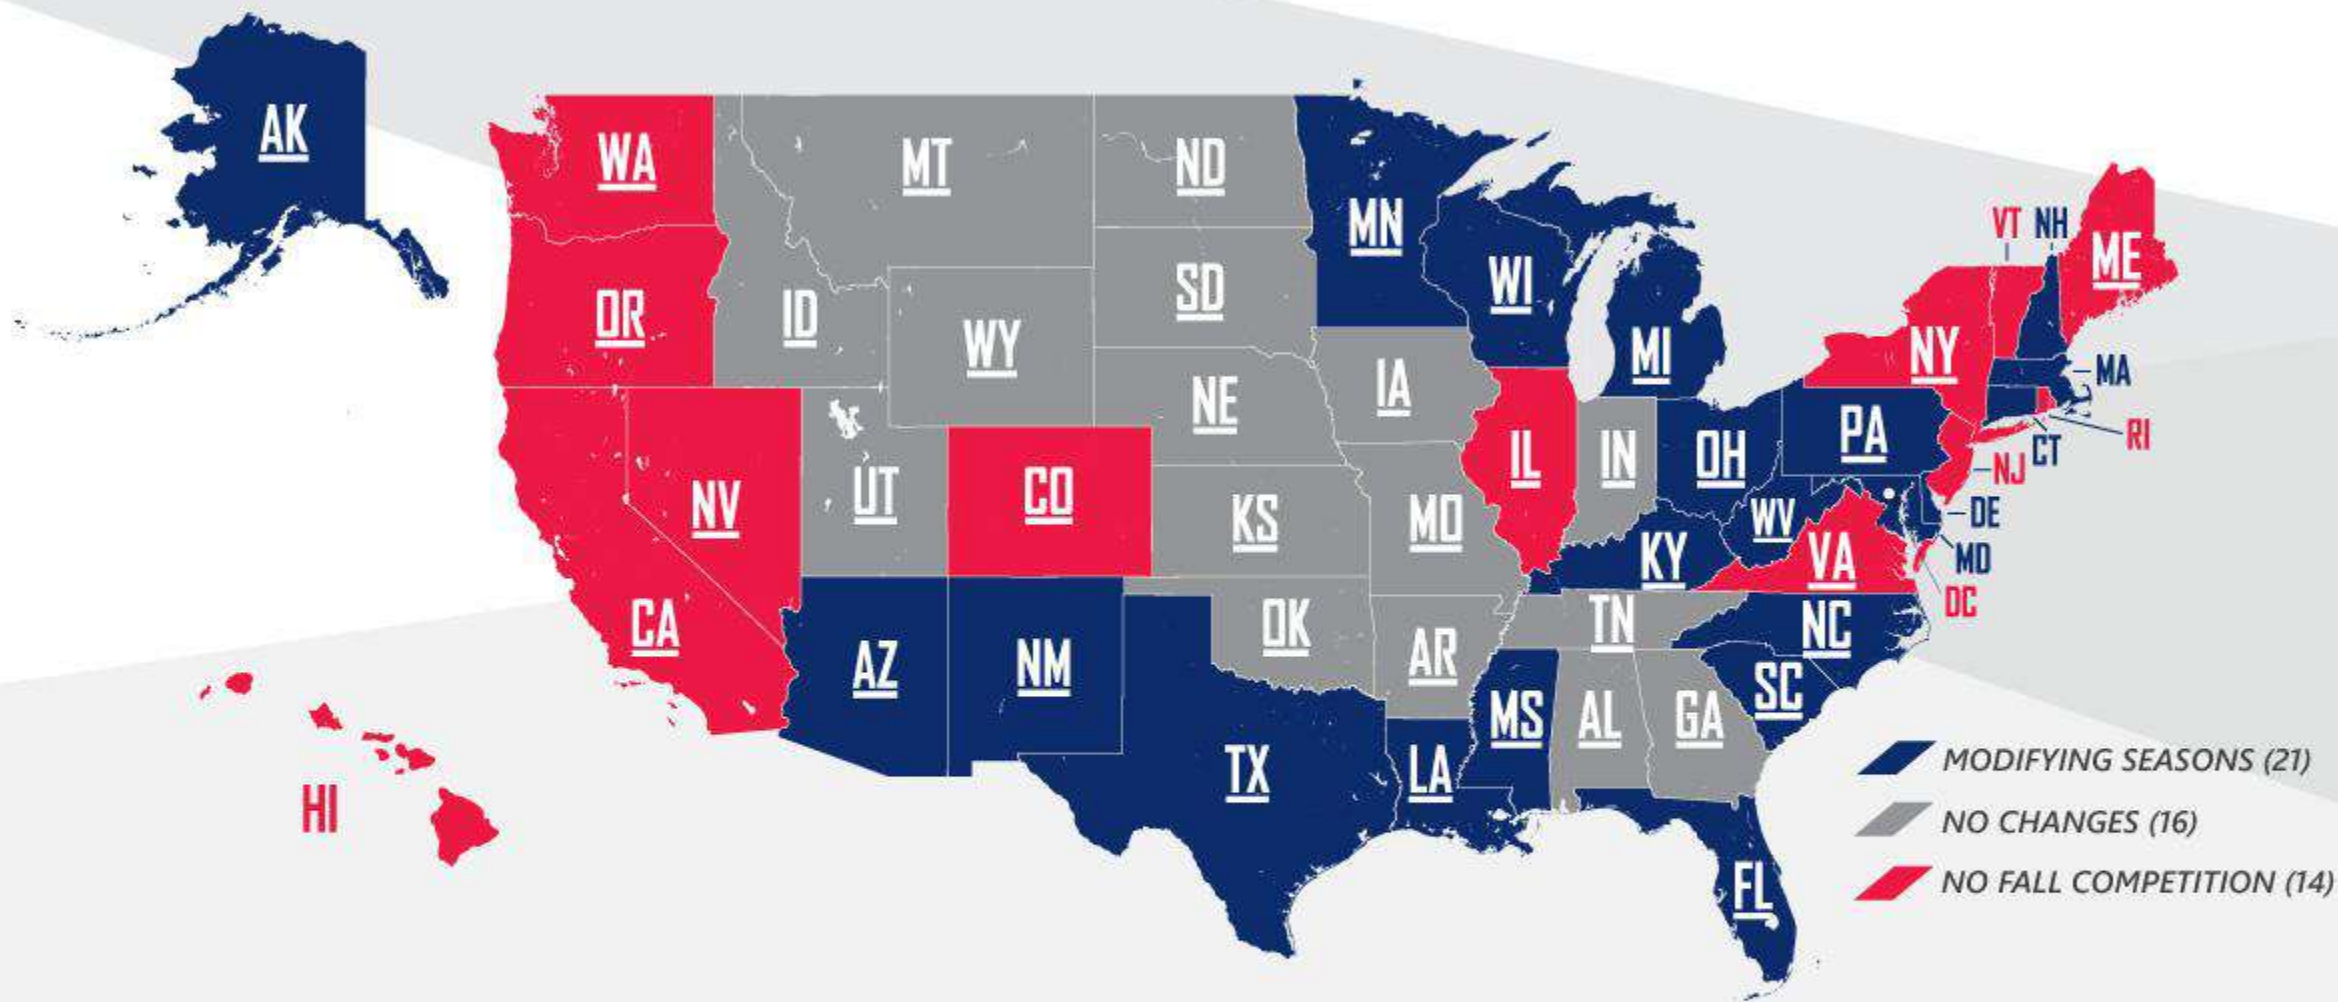 AK
WA
MT
ND
MN
VT
NH
ME
OR
ID
WY
SD
WI
MI
NY
MA
NE
IA
PA
RI
CT
NV
UT
CO
KS
MO
IL
IN
OH
NJ
WV
DE
KY
VA
MD
DC
CA
AZ
NM
OK
AR
TN
NC
SC
MS
AL
GA
TX
LA
HI
FL
MODIFYING SEASONS (21)
NO CHANGES (16)
NO FALL COMPETITION (14)